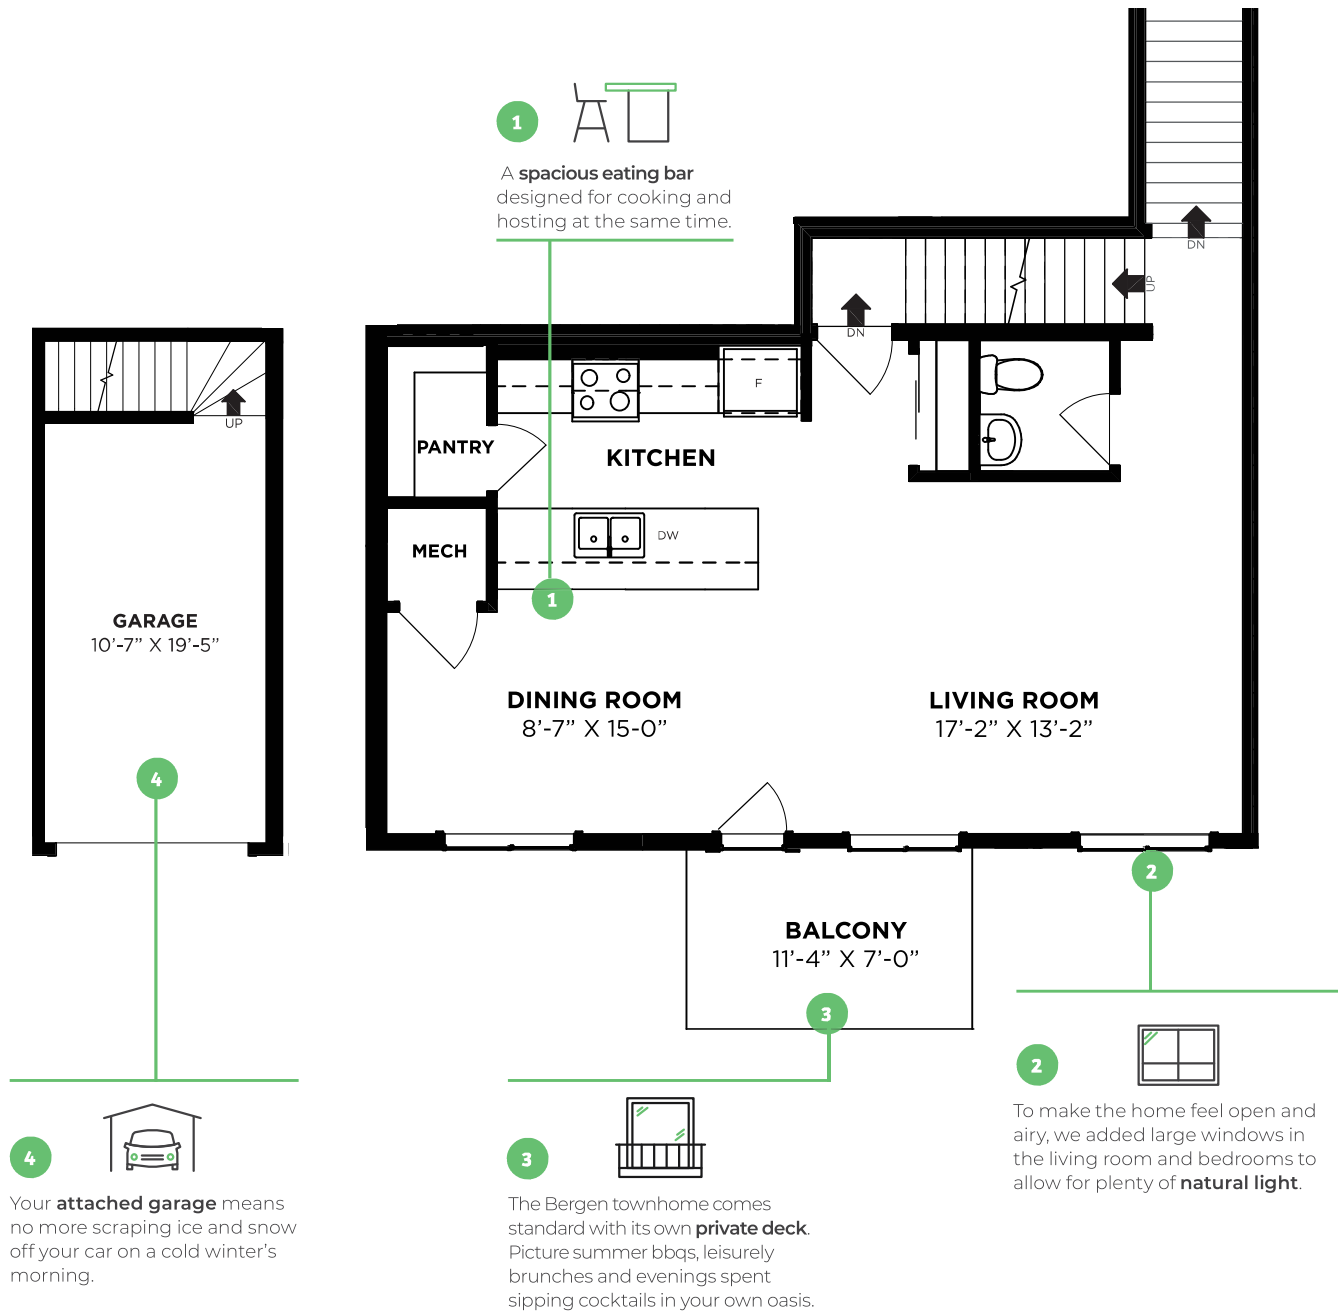 1
A spacious eating bar
designed for cooking and
hosting at the same time.
DN
UP
DN
F
UP
PANTRY
KITCHEN
DW
MECH
1
GARAGE
10'-7" X 19'-5"
DINING ROOM
8'-7" X 15-0"
LIVING ROOM
17'-2" X 13'-2"
4
2
BALCONY
11'-4" X 7'-0"
3
2
To make the home feel open and
airy, we added large windows in
the living room and bedrooms to
allow for plenty of natural light.
4
Your attached garage means
no more scraping ice and snow
off your car on a cold winter's
morning.
3
The Bergen townhome comes
standard with its own private deck.
Picture summer bbqs, leisurely
brunches and evenings spent
sipping cocktails in your own oasis.